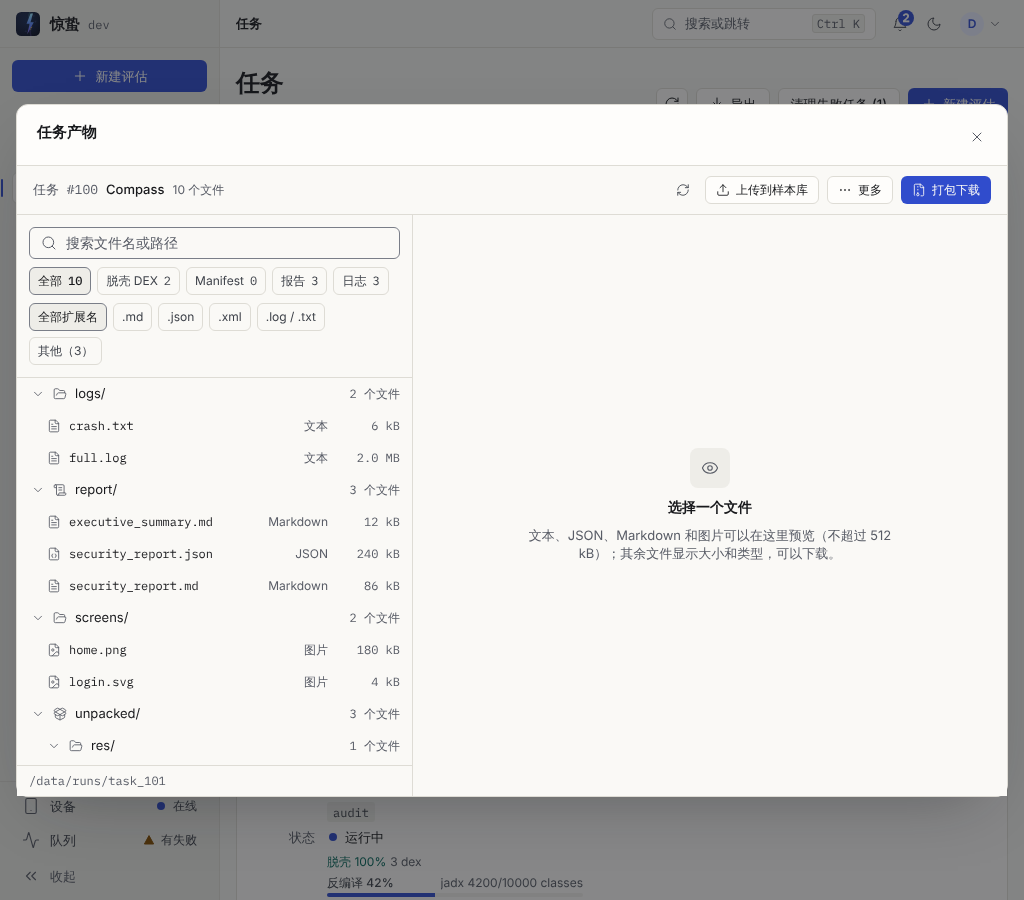 惊蛰 dev
任务
搜索或跳转 Ctrl K
2
D
新建评估
任务
导出
清理失败任务 (1)
新建评估
任务产物
任务 #100 Compass 10 个文件
上传到样本库
更多
打包下载
搜索文件名或路径
全部 10
脱壳 DEX 2
Manifest 0
报告 3
日志 3
全部扩展名
.md
.json
.xml
.log / .txt
其他（3）
logs/ 2 个文件
crash.txt 文本 6 kB
full.log 文本 2.0 MB
report/ 3 个文件
executive_summary.md Markdown 12 kB
security_report.json JSON 240 kB
security_report.md Markdown 86 kB
screens/ 2 个文件
home.png 图片 180 kB
login.svg 图片 4 kB
unpacked/ 3 个文件
res/ 1 个文件
/data/runs/task_101
选择一个文件
文本、JSON、Markdown 和图片可以在这里预览（不超过 512
kB）；其余文件显示大小和类型，可以下载。
设备 在线
队列 有失败
收起
audit
状态 运行中
脱壳 100% 3 dex
反编译 42% jadx 4200/10000 classes